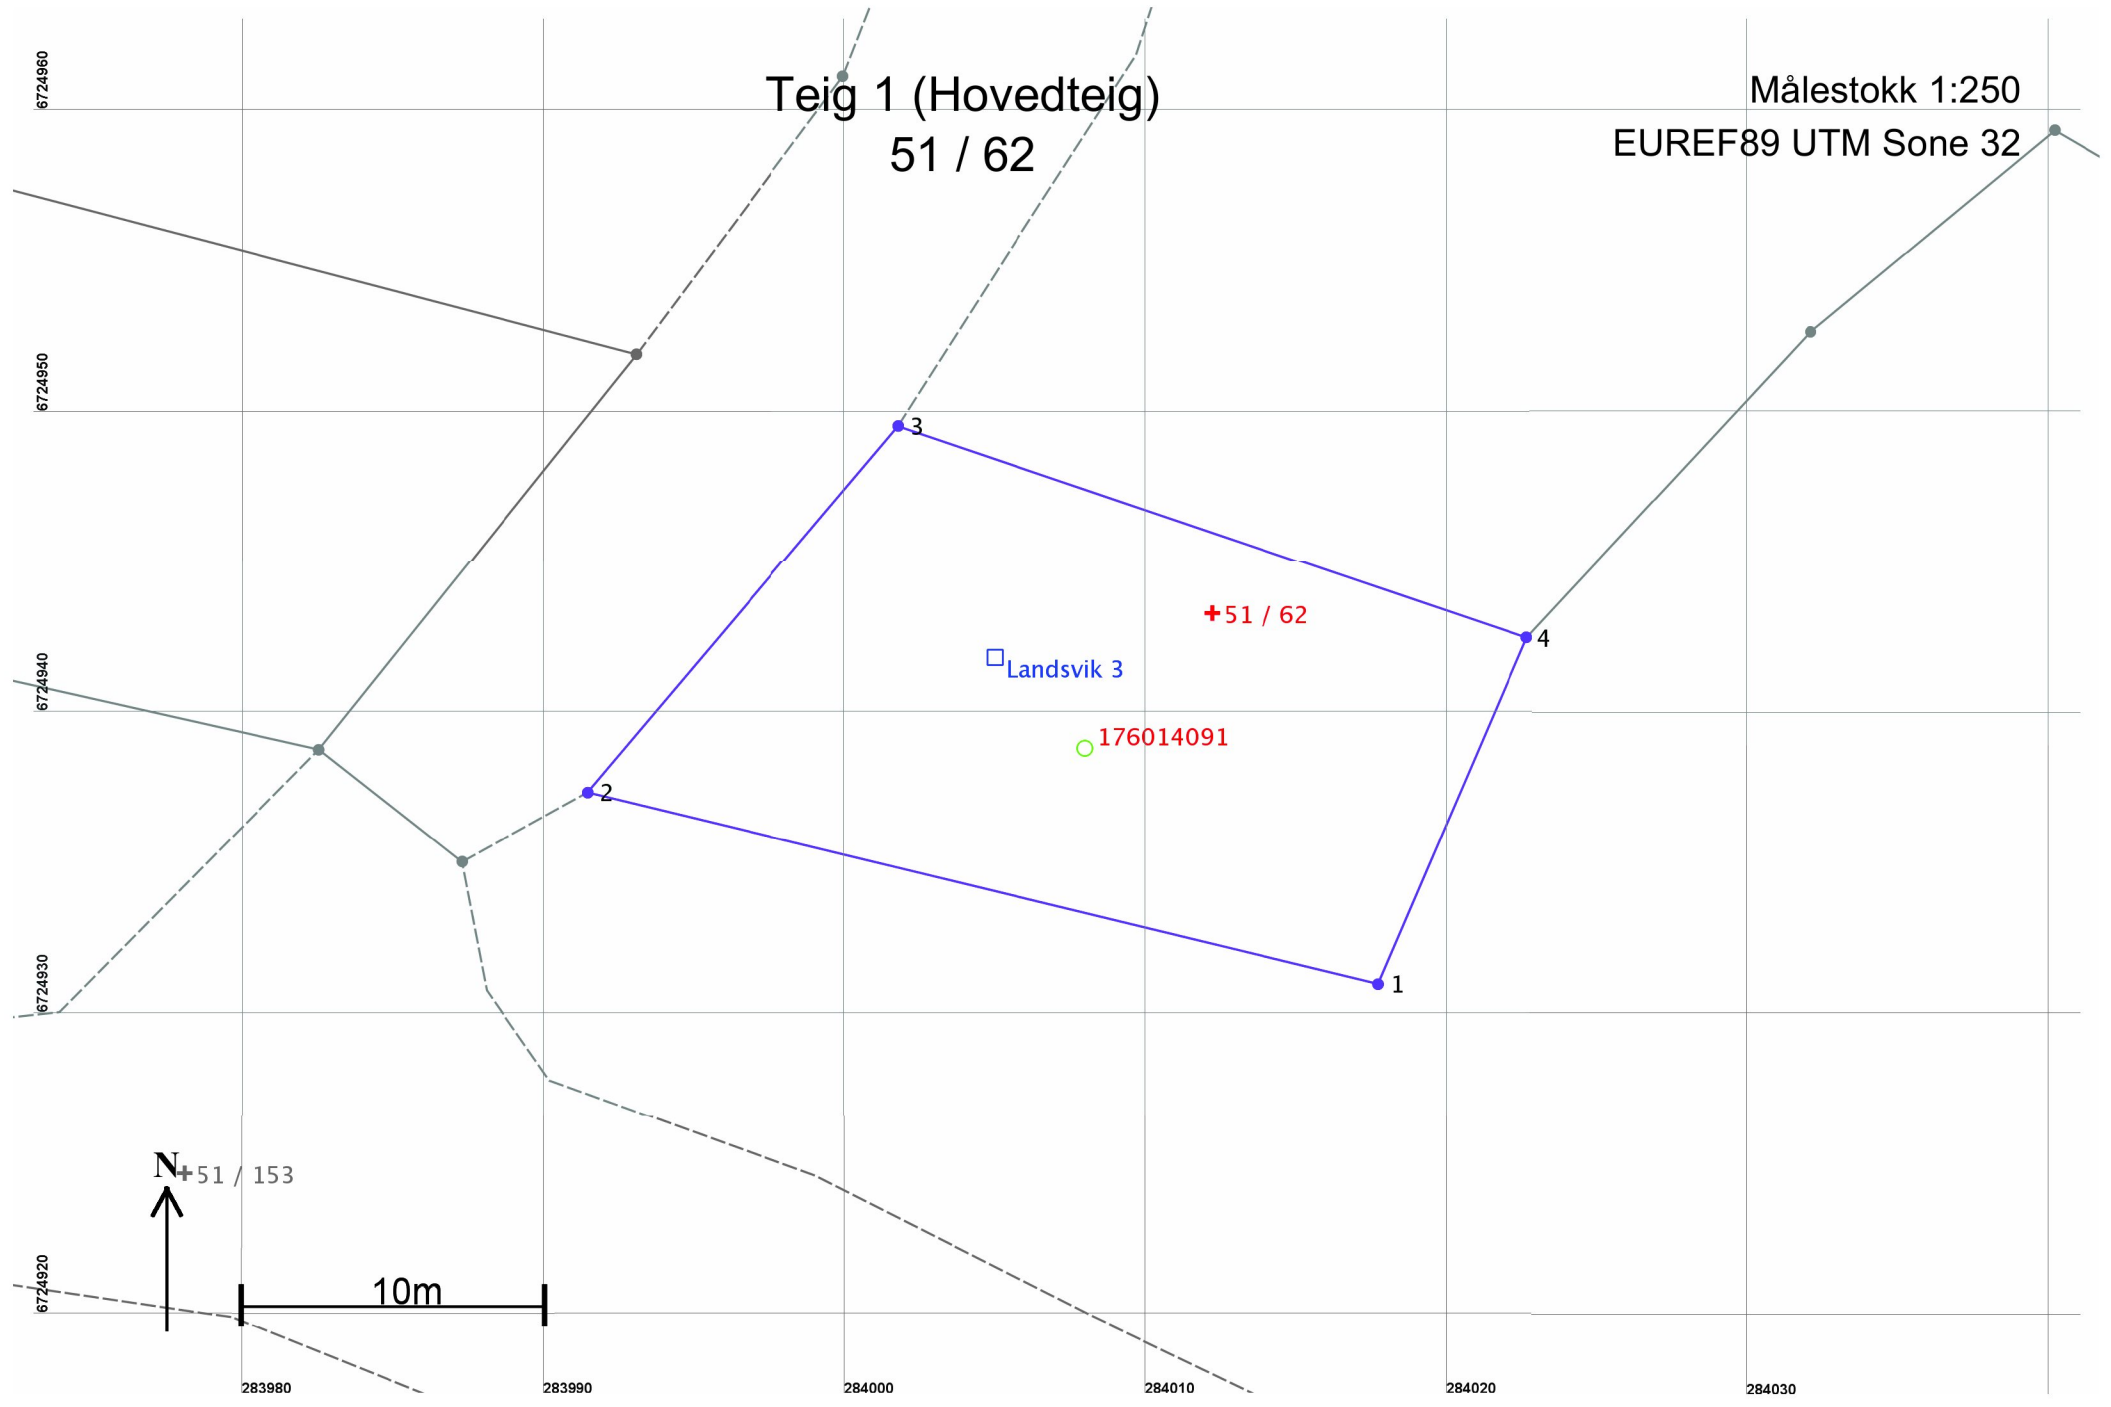 Teig 1 (Hovedteig)
51 / 62
Målestokk 1:250
EUREF89 UTM Sone 32
6724960
6724950
6724940
6724930
6724920
3
51 / 62
4
Landsvik 3
176014091
2
1
N
51 / 153
10m
283980
283990
284000
284010
284020
284030